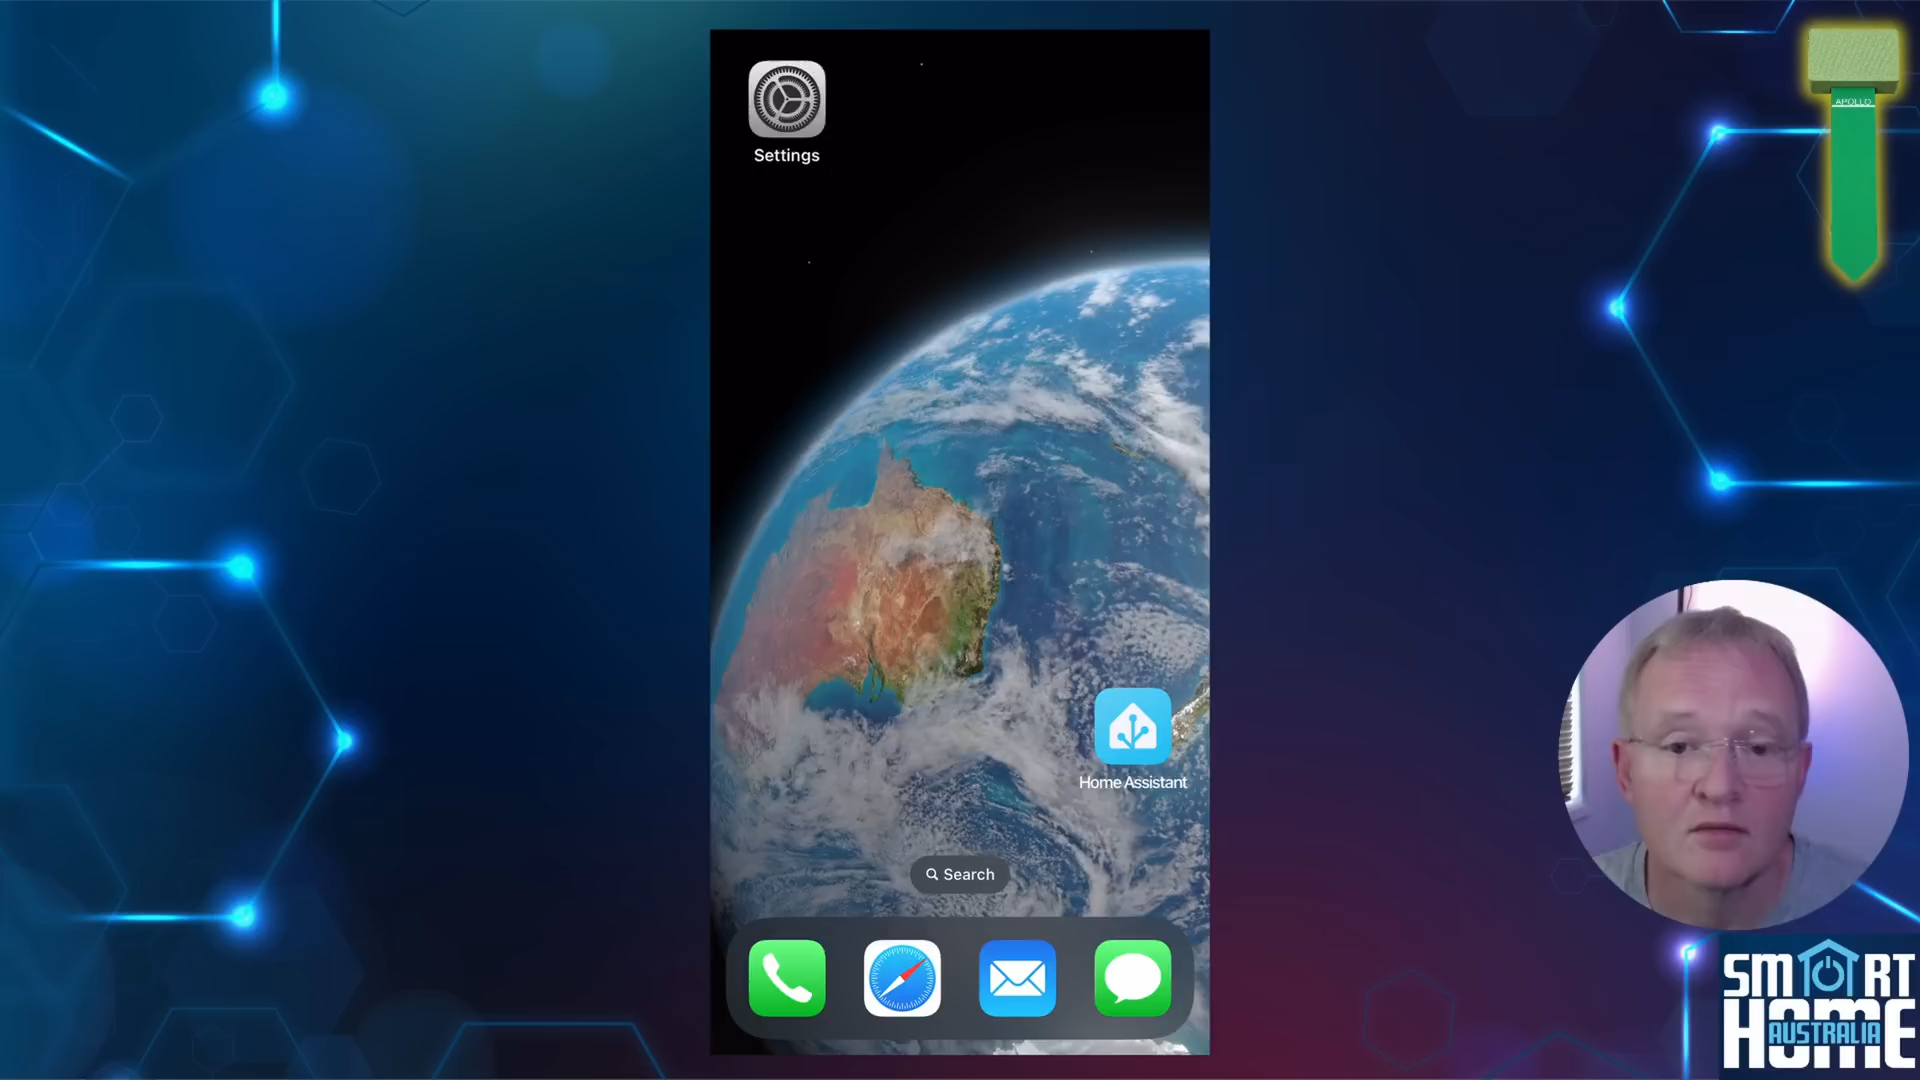 Settings
APOLLO
Home Assistant
Search
SMART
HOME
AUSTRALIA